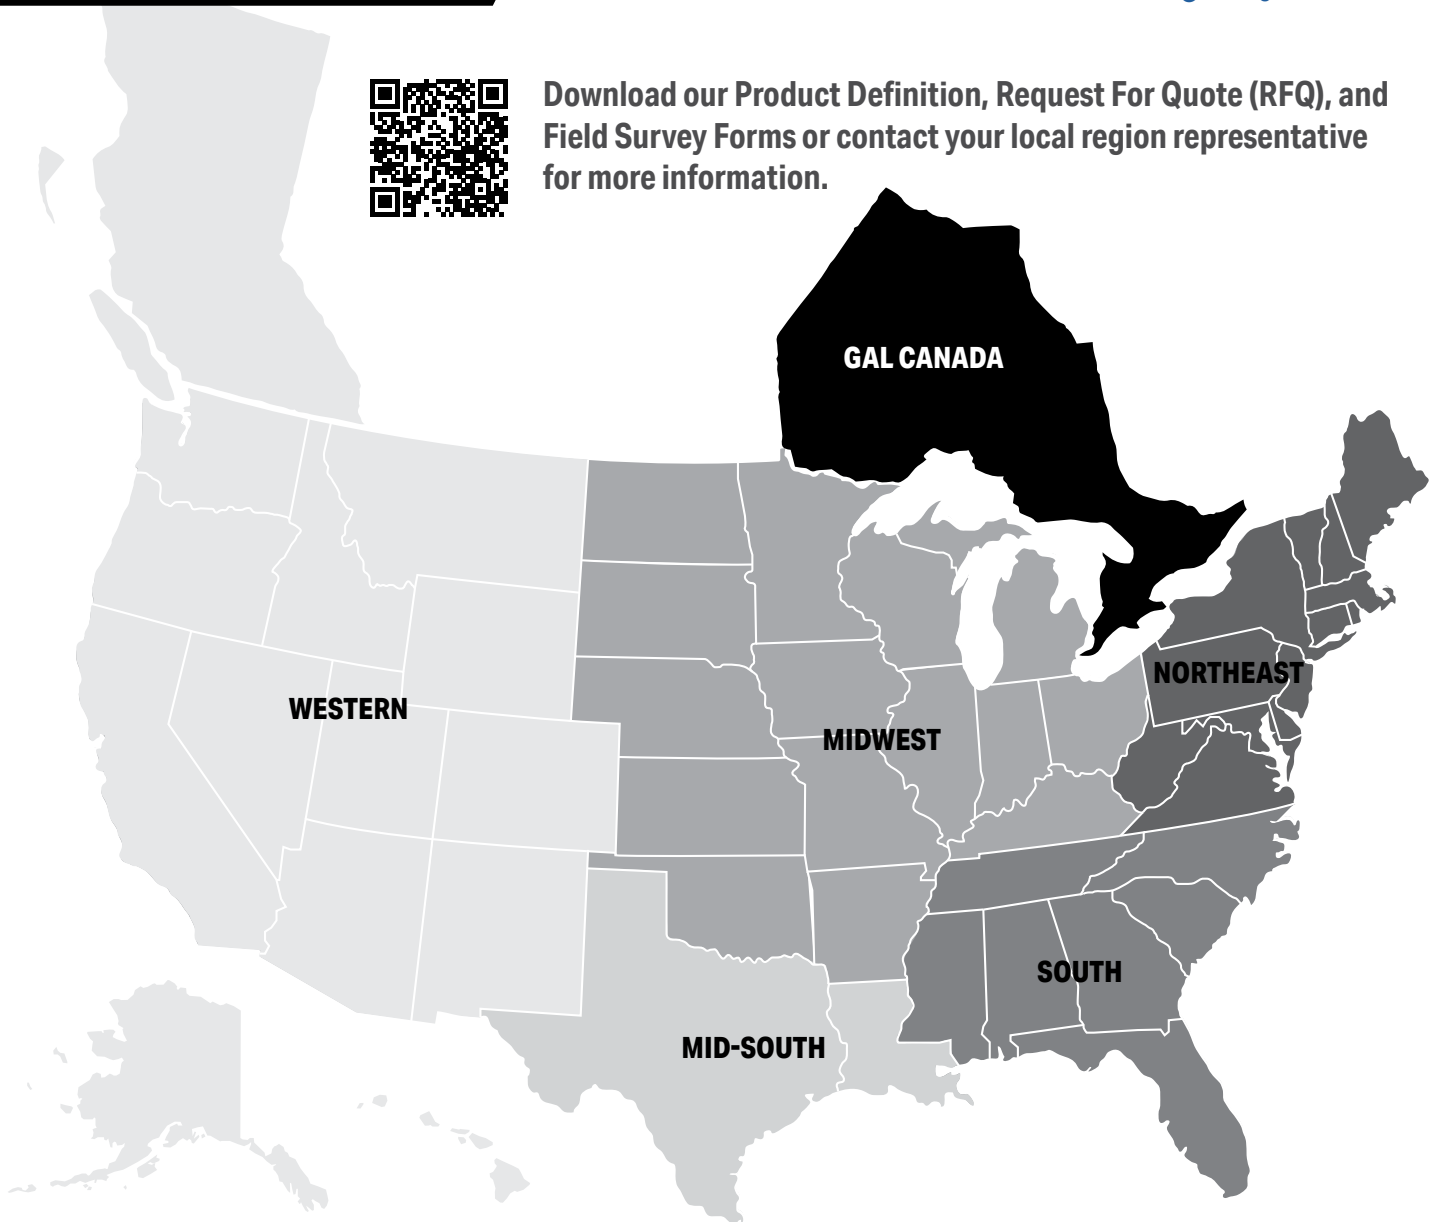 Download our Product Definition, Request For Quote (RFQ), and
Field Survey Forms or contact your local region representative
for more information.
GAL CANADA
NORTHEAST
WESTERN
MIDWEST
SOUTH
MID-SOUTH